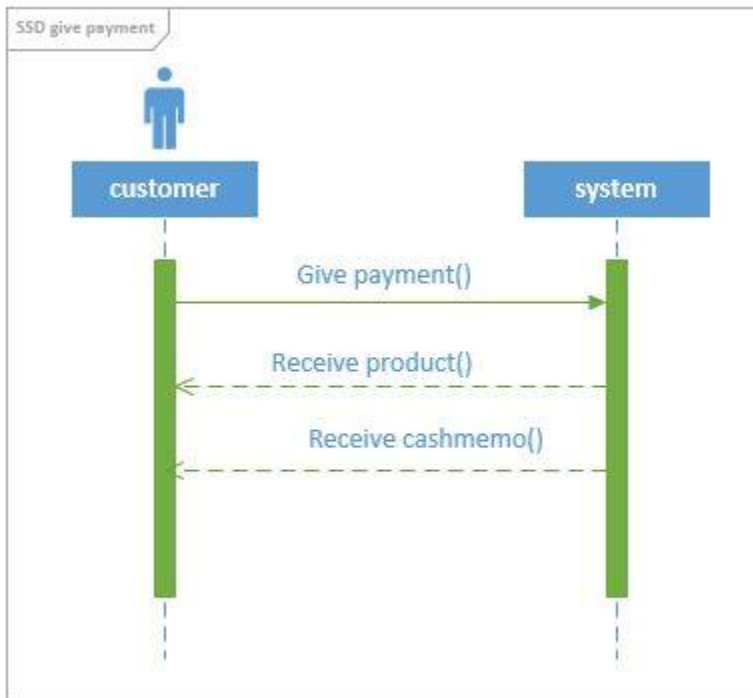 SSD give payment
customer
system
Give payment()
Receive product()
Receive cashmemo()